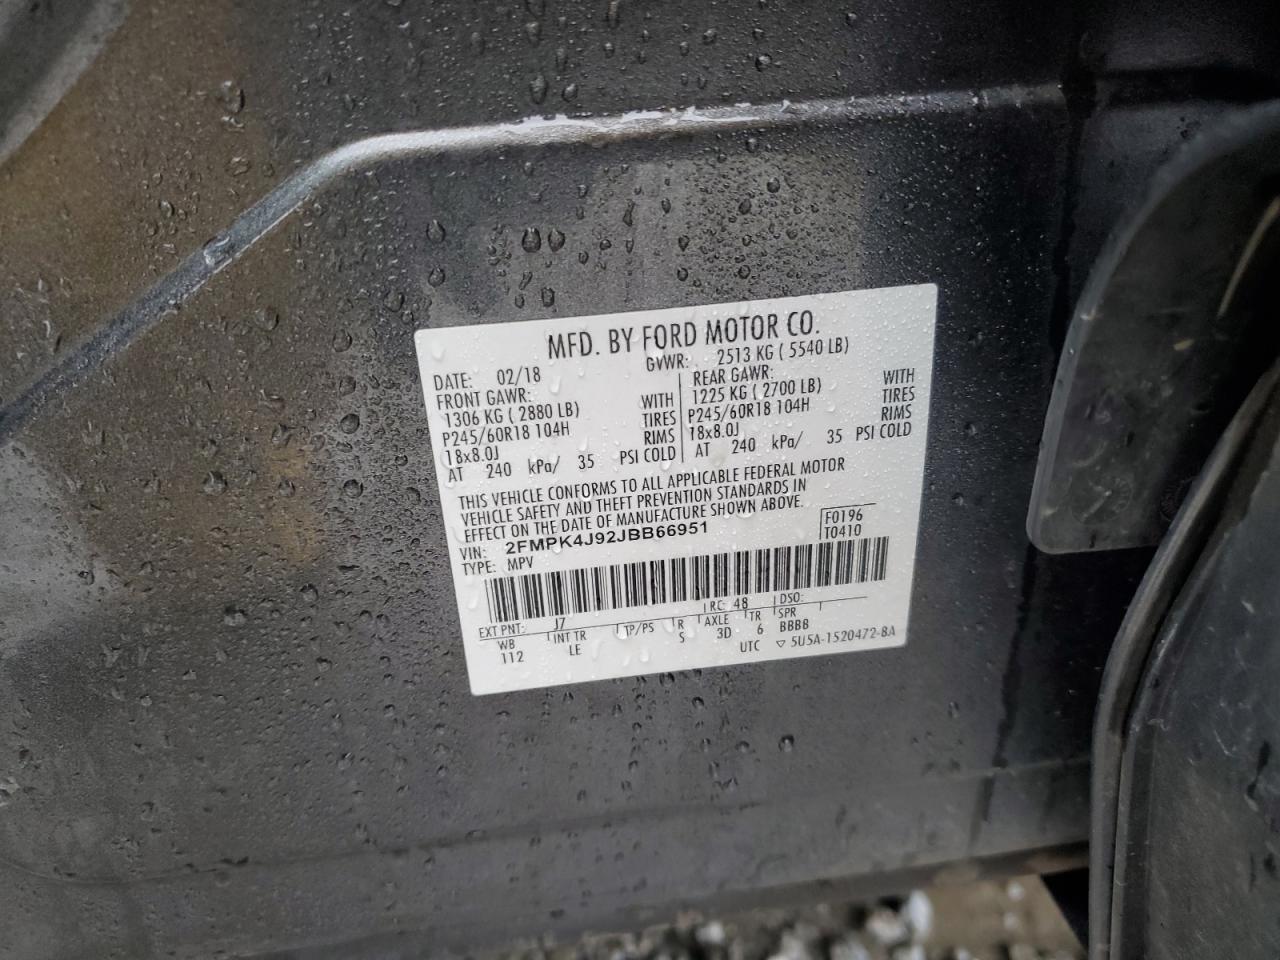 MFD. BY FORD MOTOR CO.
DATE: 02/18 GVWR: 2513 KG ( 5540 LB)
FRONT GAWR: REAR GAWR:
1306 KG ( 2880 LB) WITH 1225 KG ( 2700 LB) WITH
P245/60R18 104H TIRES P245/60R18 104H TIRES
18x8.0J RIMS 18x8.0J RIMS
AT 240 kPa/ 35 PSI COLD AT 240 kPa/ 35 PSI COLD
THIS VEHICLE CONFORMS TO ALL APPLICABLE FEDERAL MOTOR
VEHICLE SAFETY AND THEFT PREVENTION STANDARDS IN
EFFECT ON THE DATE OF MANUFACTURE SHOWN ABOVE.
VIN: 2FMPK4J92JBB66951 F0196
TYPE: MPV T0410
EXT PNT: J7 RC: 48 DSO:
WB INT TR TP/PS R AXLE TR SPR
112 LE S 3D 6 BBBB
UTC ▽ 5U5A-1520472-BA